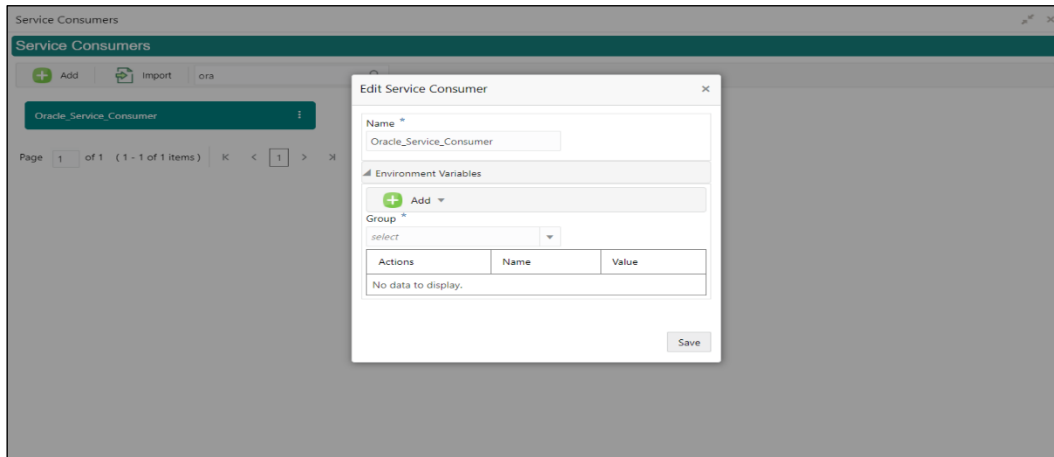 Service Consumers
Service Consumers
Add Import ora
Oracle_Service_Consumer
Page 1 of 1 (1 - 1 of 1 items) K < 1 > >|
Edit Service Consumer
Name *
Oracle_Service_Consumer
Environment Variables
Add
Group *
select
Actions Name Value
No data to display.
Save